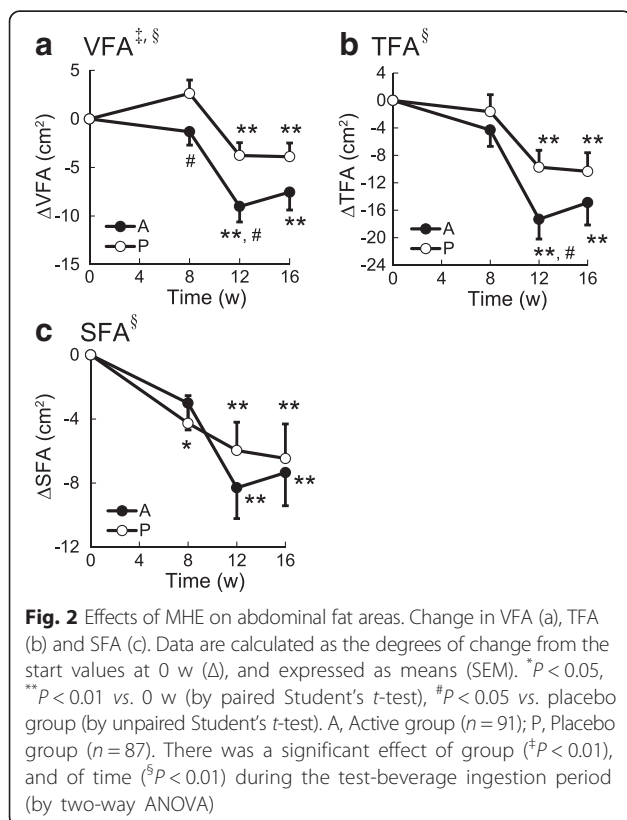 a VFA‡, §
ΔVFA (cm²)
5
0
-5
-10
-15
#
**, #
**
**
**
A
P
0 4 8 12 16
Time (w)
b TFA§
ΔTFA (cm²)
0
-4
-8
-12
-16
-20
-24
**
**
**, #
**
A
P
0 4 8 12 16
Time (w)
c SFA§
ΔSFA (cm²)
0
-4
-8
-12
*
**
**
**
**
A
P
0 4 8 12 16
Time (w)
Fig. 2 Effects of MHE on abdominal fat areas. Change in VFA (a), TFA
(b) and SFA (c). Data are calculated as the degrees of change from the
start values at 0 w (Δ), and expressed as means (SEM). *P < 0.05,
**P < 0.01 vs. 0 w (by paired Student's t-test), #P < 0.05 vs. placebo
group (by unpaired Student's t-test). A, Active group (n = 91); P, Placebo
group (n = 87). There was a significant effect of group (‡P < 0.01),
and of time (§P < 0.01) during the test-beverage ingestion period
(by two-way ANOVA)